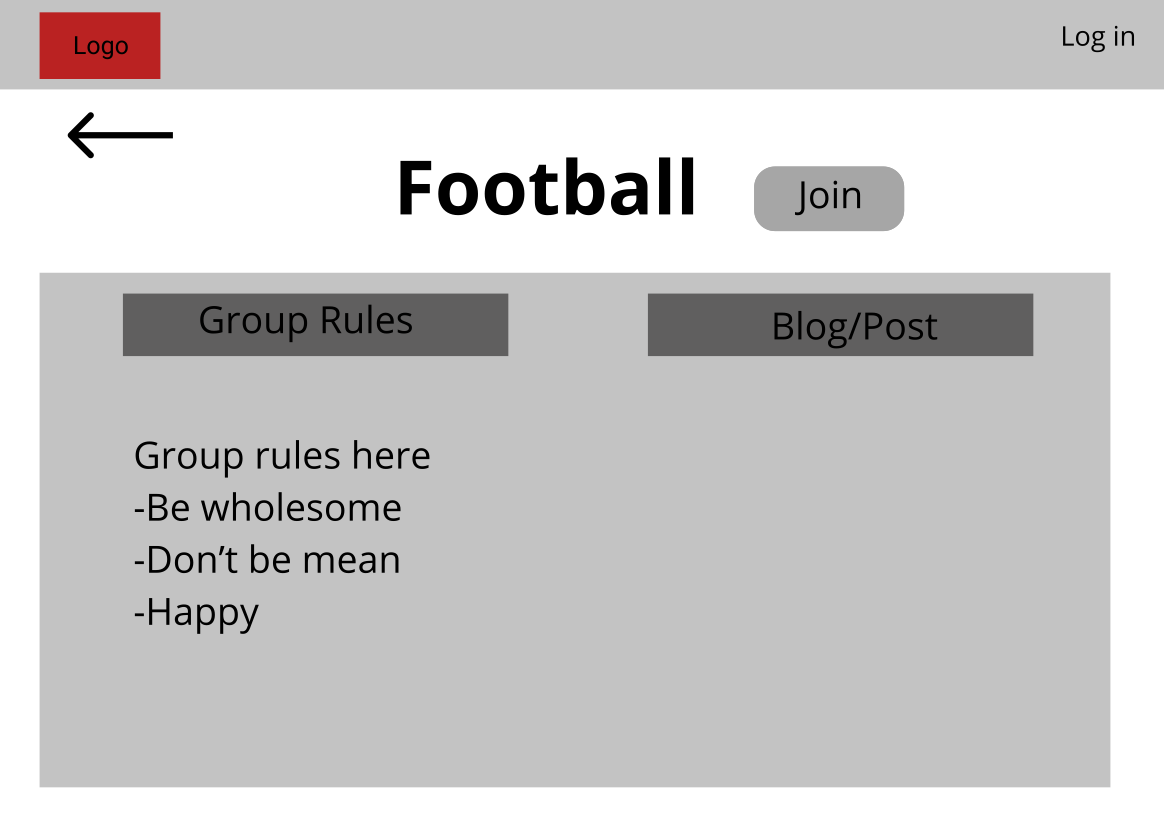 Logo
Log in
Football
Join
Group Rules
Blog/Post
Group rules here
-Be wholesome
-Don’t be mean
-Happy